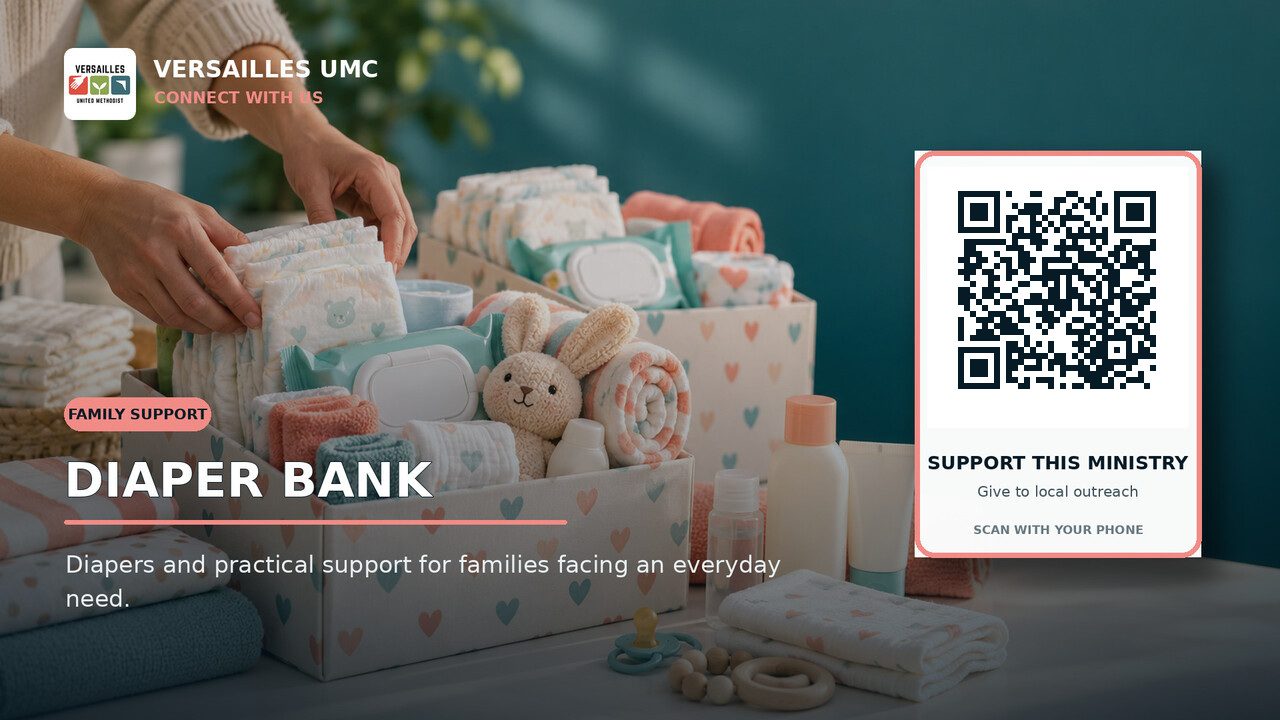 VERSAILLES
UNITED METHODIST
VERSAILLES UMC
CONNECT WITH US
FAMILY SUPPORT
DIAPER BANK
Diapers and practical support for families facing an everyday
need.
SUPPORT THIS MINISTRY
Give to local outreach
SCAN WITH YOUR PHONE